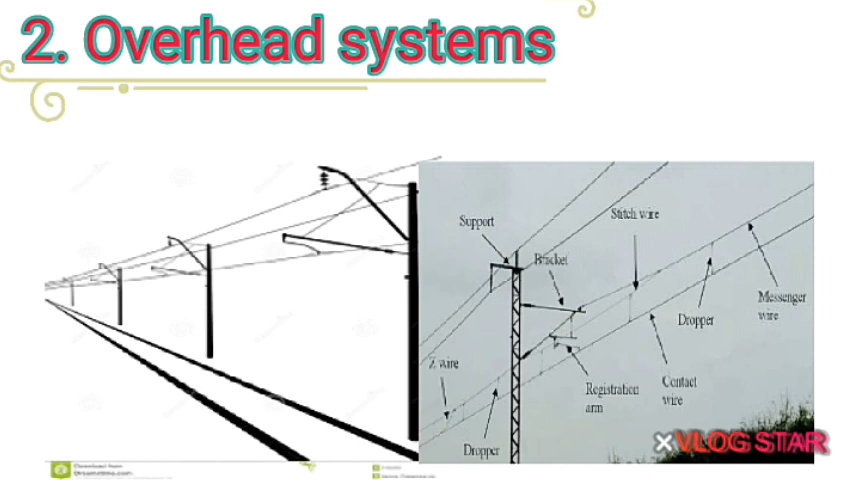 2. Overhead systems
Support
Stitch wire
Bracket
Messenger
wire
Dropper
Z wire
Registration
arm
Contact
wire
Dropper
×VLOG STAR